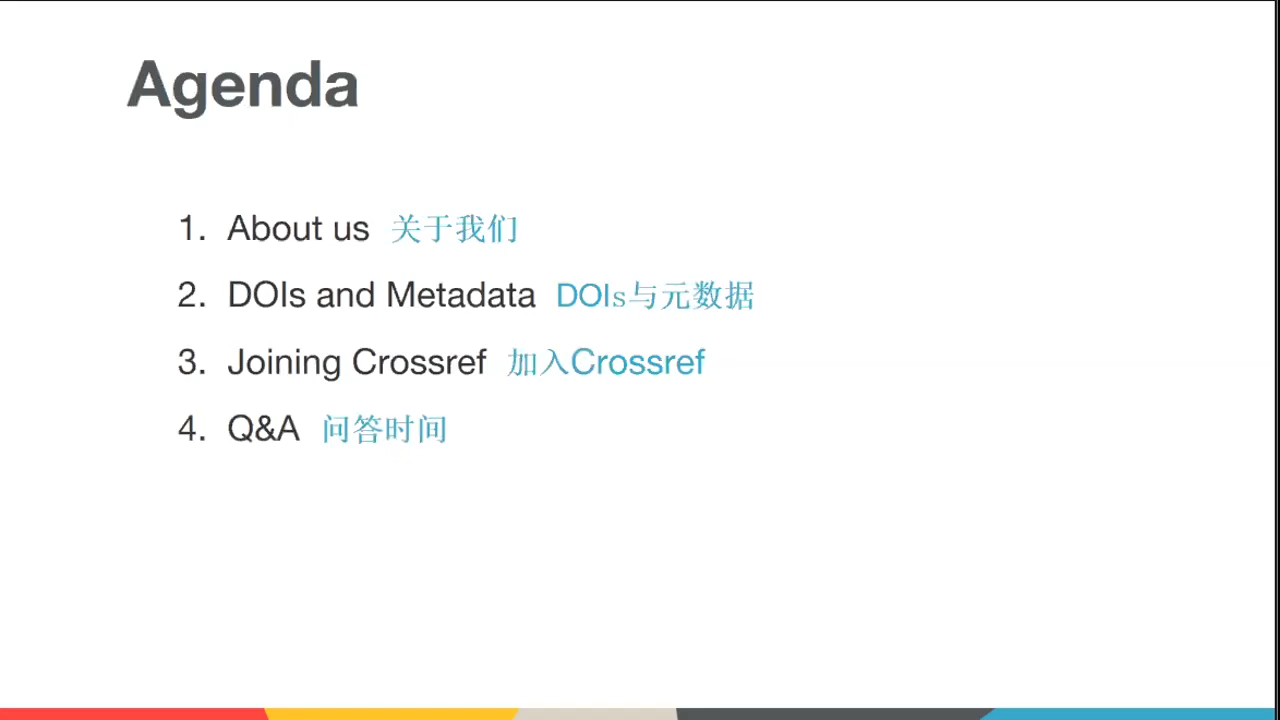 Agenda
1. About us 关于我们
2. DOIs and Metadata DOIs与元数据
3. Joining Crossref 加入Crossref
4. Q&A 问答时间